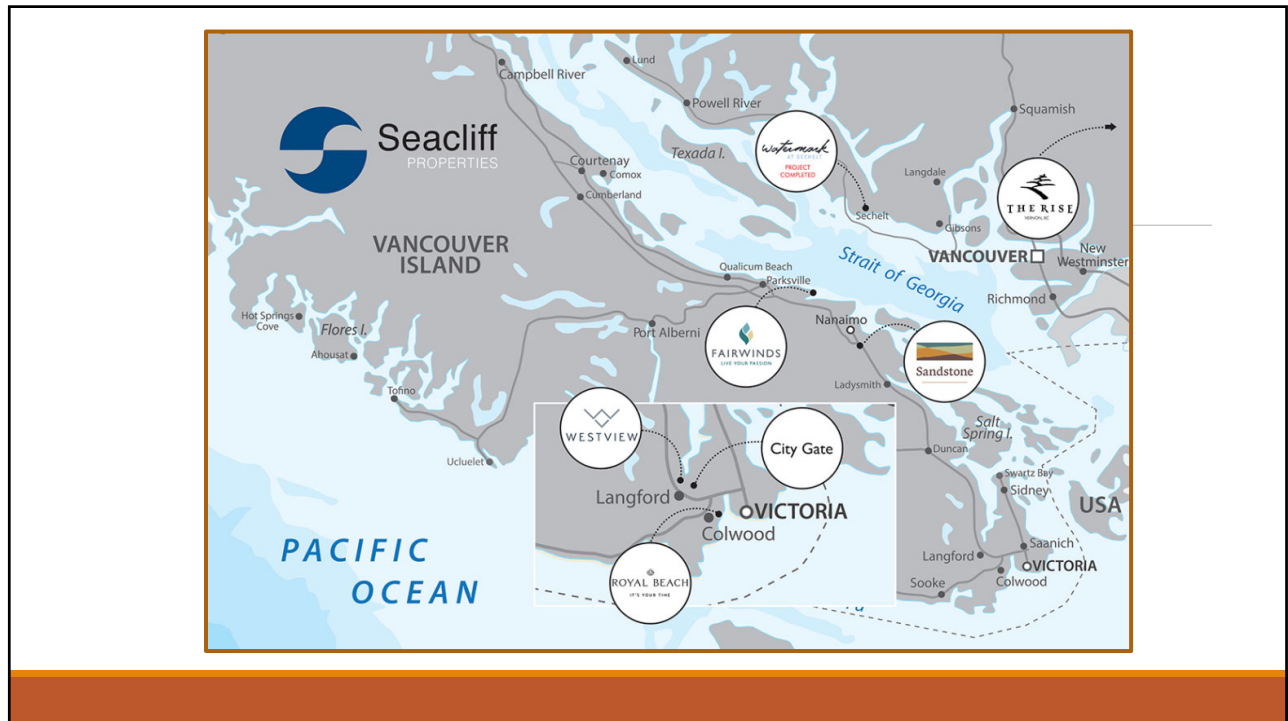 Campbell River
Lund
Powell River
Squamish
Seacliff
PROPERTIES
Texada I.
Watermark
AT SECHELT
PROJECT
COMPLETED
Courtenay
Comox
Cumberland
Langdale
THE RISE
VERNON, BC
Sechelt
Gibsons
VANCOUVER
ISLAND
Strait of Georgia
VANCOUVER
New
Westminster
Qualicum Beach
Parksville
Richmond
Hot Springs
Cove
Flores I.
Ahousat
Port Alberni
Nanaimo
FAIRWINDS
LIVE YOUR PASSION
Sandstone
Ladysmith
Tofino
WESTVIEW
City Gate
Salt
Spring I.
Duncan
Ucluelet
Swartz Bay
Sidney
USA
Langford
VICTORIA
Colwood
PACIFIC
OCEAN
ROYAL BEACH
IT'S YOUR TIME
Saanich
Langford
VICTORIA
Colwood
Sooke